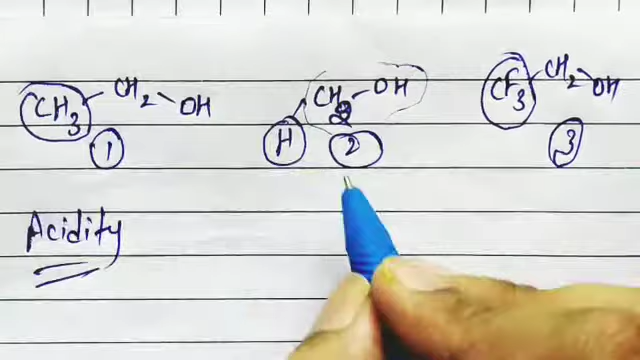 CH3 - CH2 - OH
H - CH2 - OH
CF3 - CH2 - OH
1
2
3
Acidity